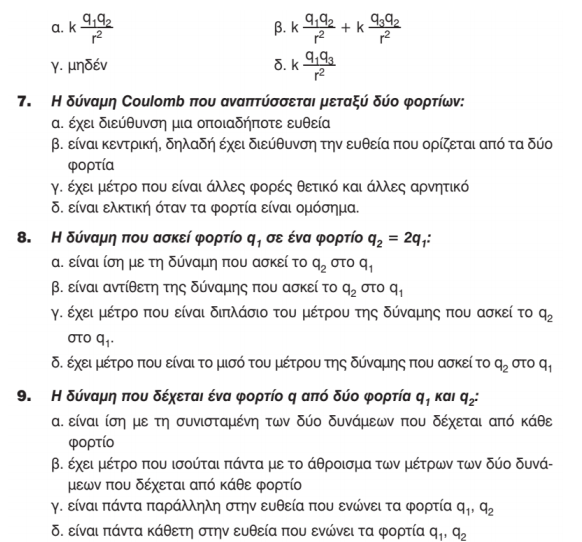 α. k q₁q₂/r² β. k q₁q₂/r² + k q₃q₂/r²
γ. μηδέν δ. k q₁q₃/r²
7. Η δύναμη Coulomb που αναπτύσσεται μεταξύ δύο φορτίων:
α. έχει διεύθυνση μια οποιαδήποτε ευθεία
β. είναι κεντρική, δηλαδή έχει διεύθυνση την ευθεία που ορίζεται από τα δύο
φορτία
γ. έχει μέτρο που είναι άλλες φορές θετικό και άλλες αρνητικό
δ. είναι ελκτική όταν τα φορτία είναι ομόσημα.
8. Η δύναμη που ασκεί φορτίο q₁ σε ένα φορτίο q₂ = 2q₁:
α. είναι ίση με τη δύναμη που ασκεί το q₂ στο q₁
β. είναι αντίθετη της δύναμης που ασκεί το q₂ στο q₁
γ. έχει μέτρο που είναι διπλάσιο του μέτρου της δύναμης που ασκεί το q₂
στο q₁.
δ. έχει μέτρο που είναι το μισό του μέτρου της δύναμης που ασκεί το q₂ στο q₁
9. Η δύναμη που δέχεται ένα φορτίο q από δύο φορτία q₁ και q₂:
α. είναι ίση με τη συνισταμένη των δύο δυνάμεων που δέχεται από κάθε
φορτίο
β. έχει μέτρο που ισούται πάντα με το άθροισμα των μέτρων των δύο δυνά-
μεων που δέχεται από κάθε φορτίο
γ. είναι πάντα παράλληλη στην ευθεία που ενώνει τα φορτία q₁, q₂
δ. είναι πάντα κάθετη στην ευθεία που ενώνει τα φορτία q₁, q₂